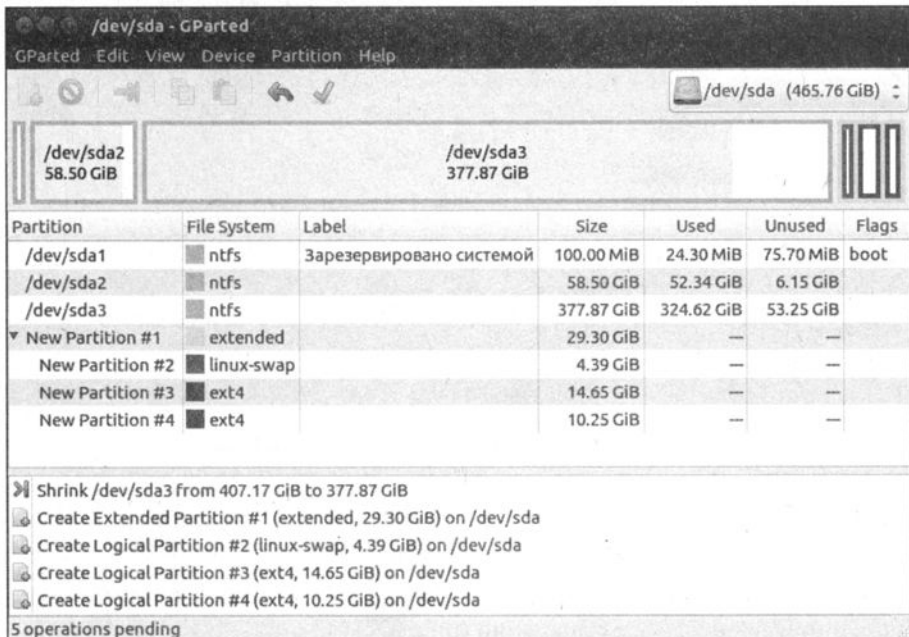 /dev/sda - GParted
GParted Edit View Device Partition Help
/dev/sda (465.76 GiB)
/dev/sda2
58.50 GiB
/dev/sda3
377.87 GiB
Partition File System Label Size Used Unused Flags
/dev/sda1 ntfs Зарезервировано системой 100.00 MiB 24.30 MiB 75.70 MiB boot
/dev/sda2 ntfs 58.50 GiB 52.34 GiB 6.15 GiB
/dev/sda3 ntfs 377.87 GiB 324.62 GiB 53.25 GiB
New Partition #1 extended 29.30 GiB --- ---
New Partition #2 linux-swap 4.39 GiB --- ---
New Partition #3 ext4 14.65 GiB --- ---
New Partition #4 ext4 10.25 GiB --- ---
Shrink /dev/sda3 from 407.17 GiB to 377.87 GiB
Create Extended Partition #1 (extended, 29.30 GiB) on /dev/sda
Create Logical Partition #2 (linux-swap, 4.39 GiB) on /dev/sda
Create Logical Partition #3 (ext4, 14.65 GiB) on /dev/sda
Create Logical Partition #4 (ext4, 10.25 GiB) on /dev/sda
5 operations pending